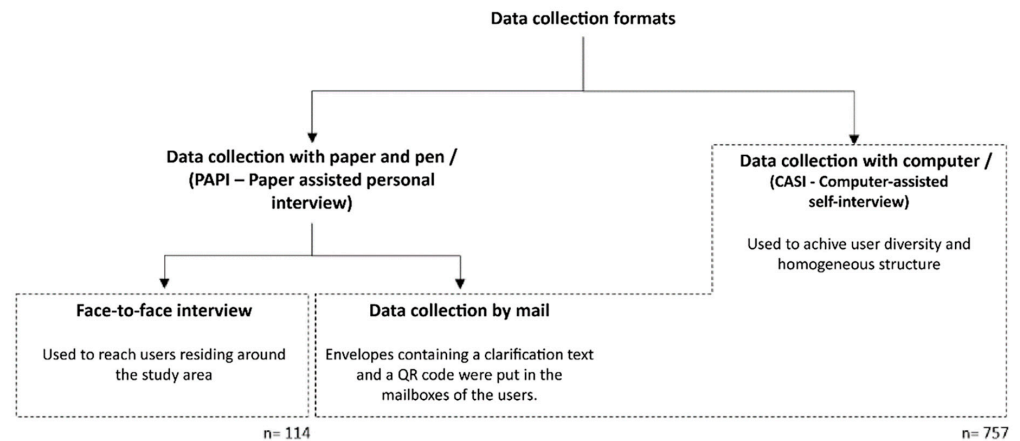 Data collection formats
Data collection with paper and pen /
(PAPI – Paper assisted personal
interview)
Data collection with computer /
(CASI - Computer-assisted
self-interview)
Used to achive user diversity and
homogeneous structure
Face-to-face interview
Used to reach users residing around
the study area
Data collection by mail
Envelopes containing a clarification text
and a QR code were put in the
mailboxes of the users.
n= 114
n= 757